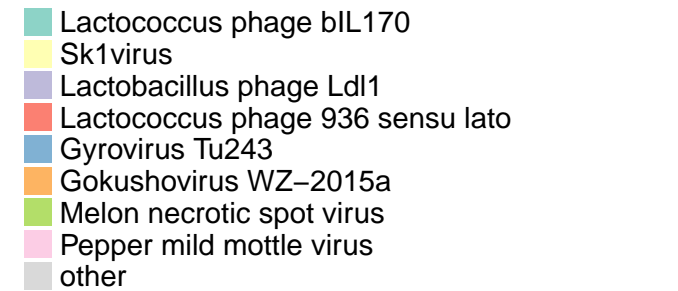 Lactococcus phage bIL170
Sk1virus
Lactobacillus phage Ldl1
Lactococcus phage 936 sensu lato
Gyrovirus Tu243
Gokushovirus WZ−2015a
Melon necrotic spot virus
Pepper mild mottle virus
other